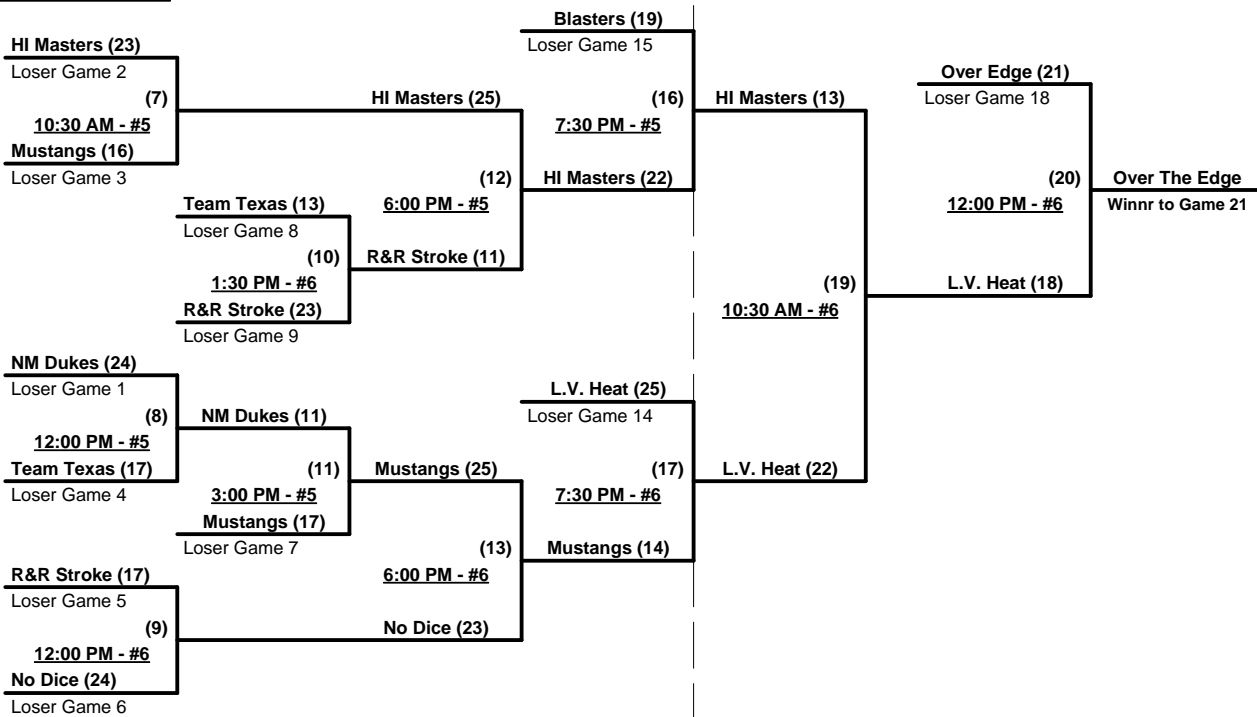 Blasters (19)
Loser Game 15
HI Masters (23)
Loser Game 2
Over Edge (21)
Loser Game 18
(7)
HI Masters (25)
(16)
HI Masters (13)
10:30 AM - #5
7:30 PM - #5
Mustangs (16)
Loser Game 3
(12)
HI Masters (22)
(20)
Over The Edge
Team Texas (13)
6:00 PM - #5
12:00 PM - #6
Winnr to Game 21
Loser Game 8
(10)
R&R Stroke (11)
1:30 PM - #6
(19)
L.V. Heat (18)
R&R Stroke (23)
10:30 AM - #6
Loser Game 9
NM Dukes (24)
Loser Game 1
L.V. Heat (25)
Loser Game 14
(8)
NM Dukes (11)
12:00 PM - #5
Team Texas (17)
(11)
Mustangs (25)
(17)
L.V. Heat (22)
Loser Game 4
3:00 PM - #5
7:30 PM - #6
Mustangs (17)
Loser Game 7
(13)
Mustangs (14)
R&R Stroke (17)
6:00 PM - #6
Loser Game 5
(9)
No Dice (23)
12:00 PM - #6
No Dice (24)
Loser Game 6